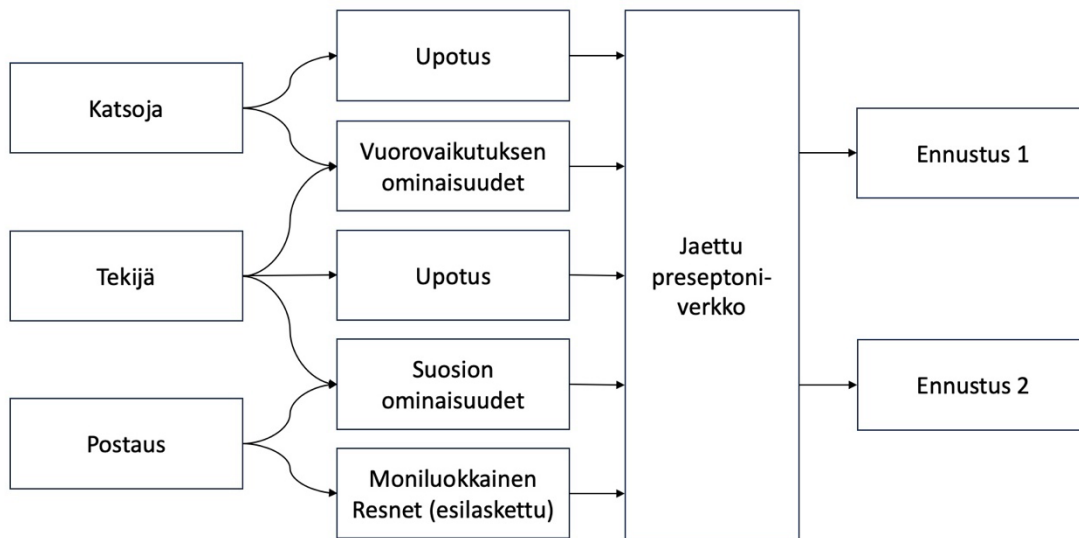 Katsoja
Tekijä
Postaus
Upotus
Vuorovaikutuksen
ominaisuudet
Upotus
Suosion
ominaisuudet
Moniluokkainen
Resnet (esilaskettu)
Jaettu
preseptoni-
verkko
Ennustus 1
Ennustus 2